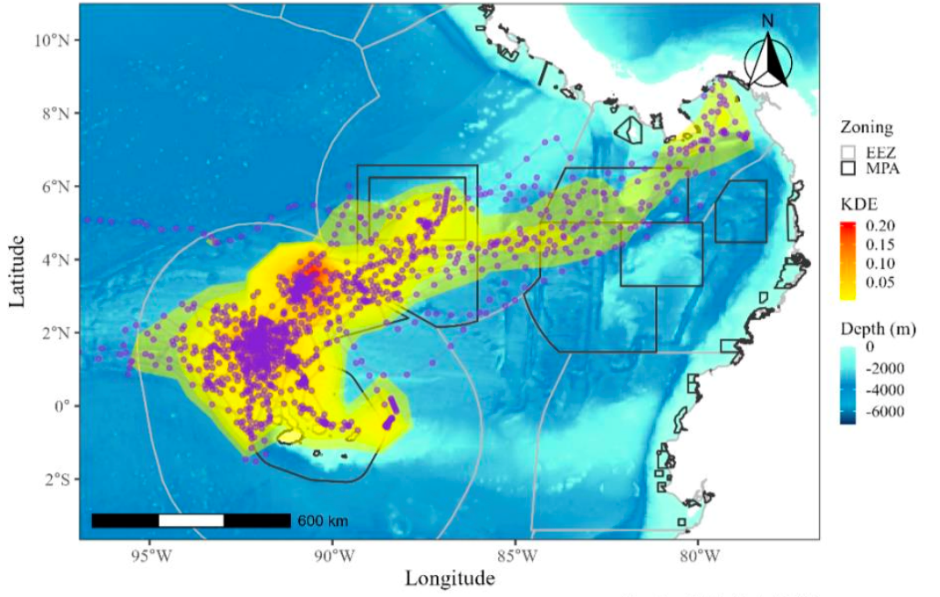 10°N
8°N
6°N
4°N
2°N
0°
2°S
Latitude
N
600 km
95°W
90°W
85°W
80°W
Longitude
Zoning
EEZ
MPA
KDE
0.20
0.15
0.10
0.05
Depth (m)
0
-2000
-4000
-6000